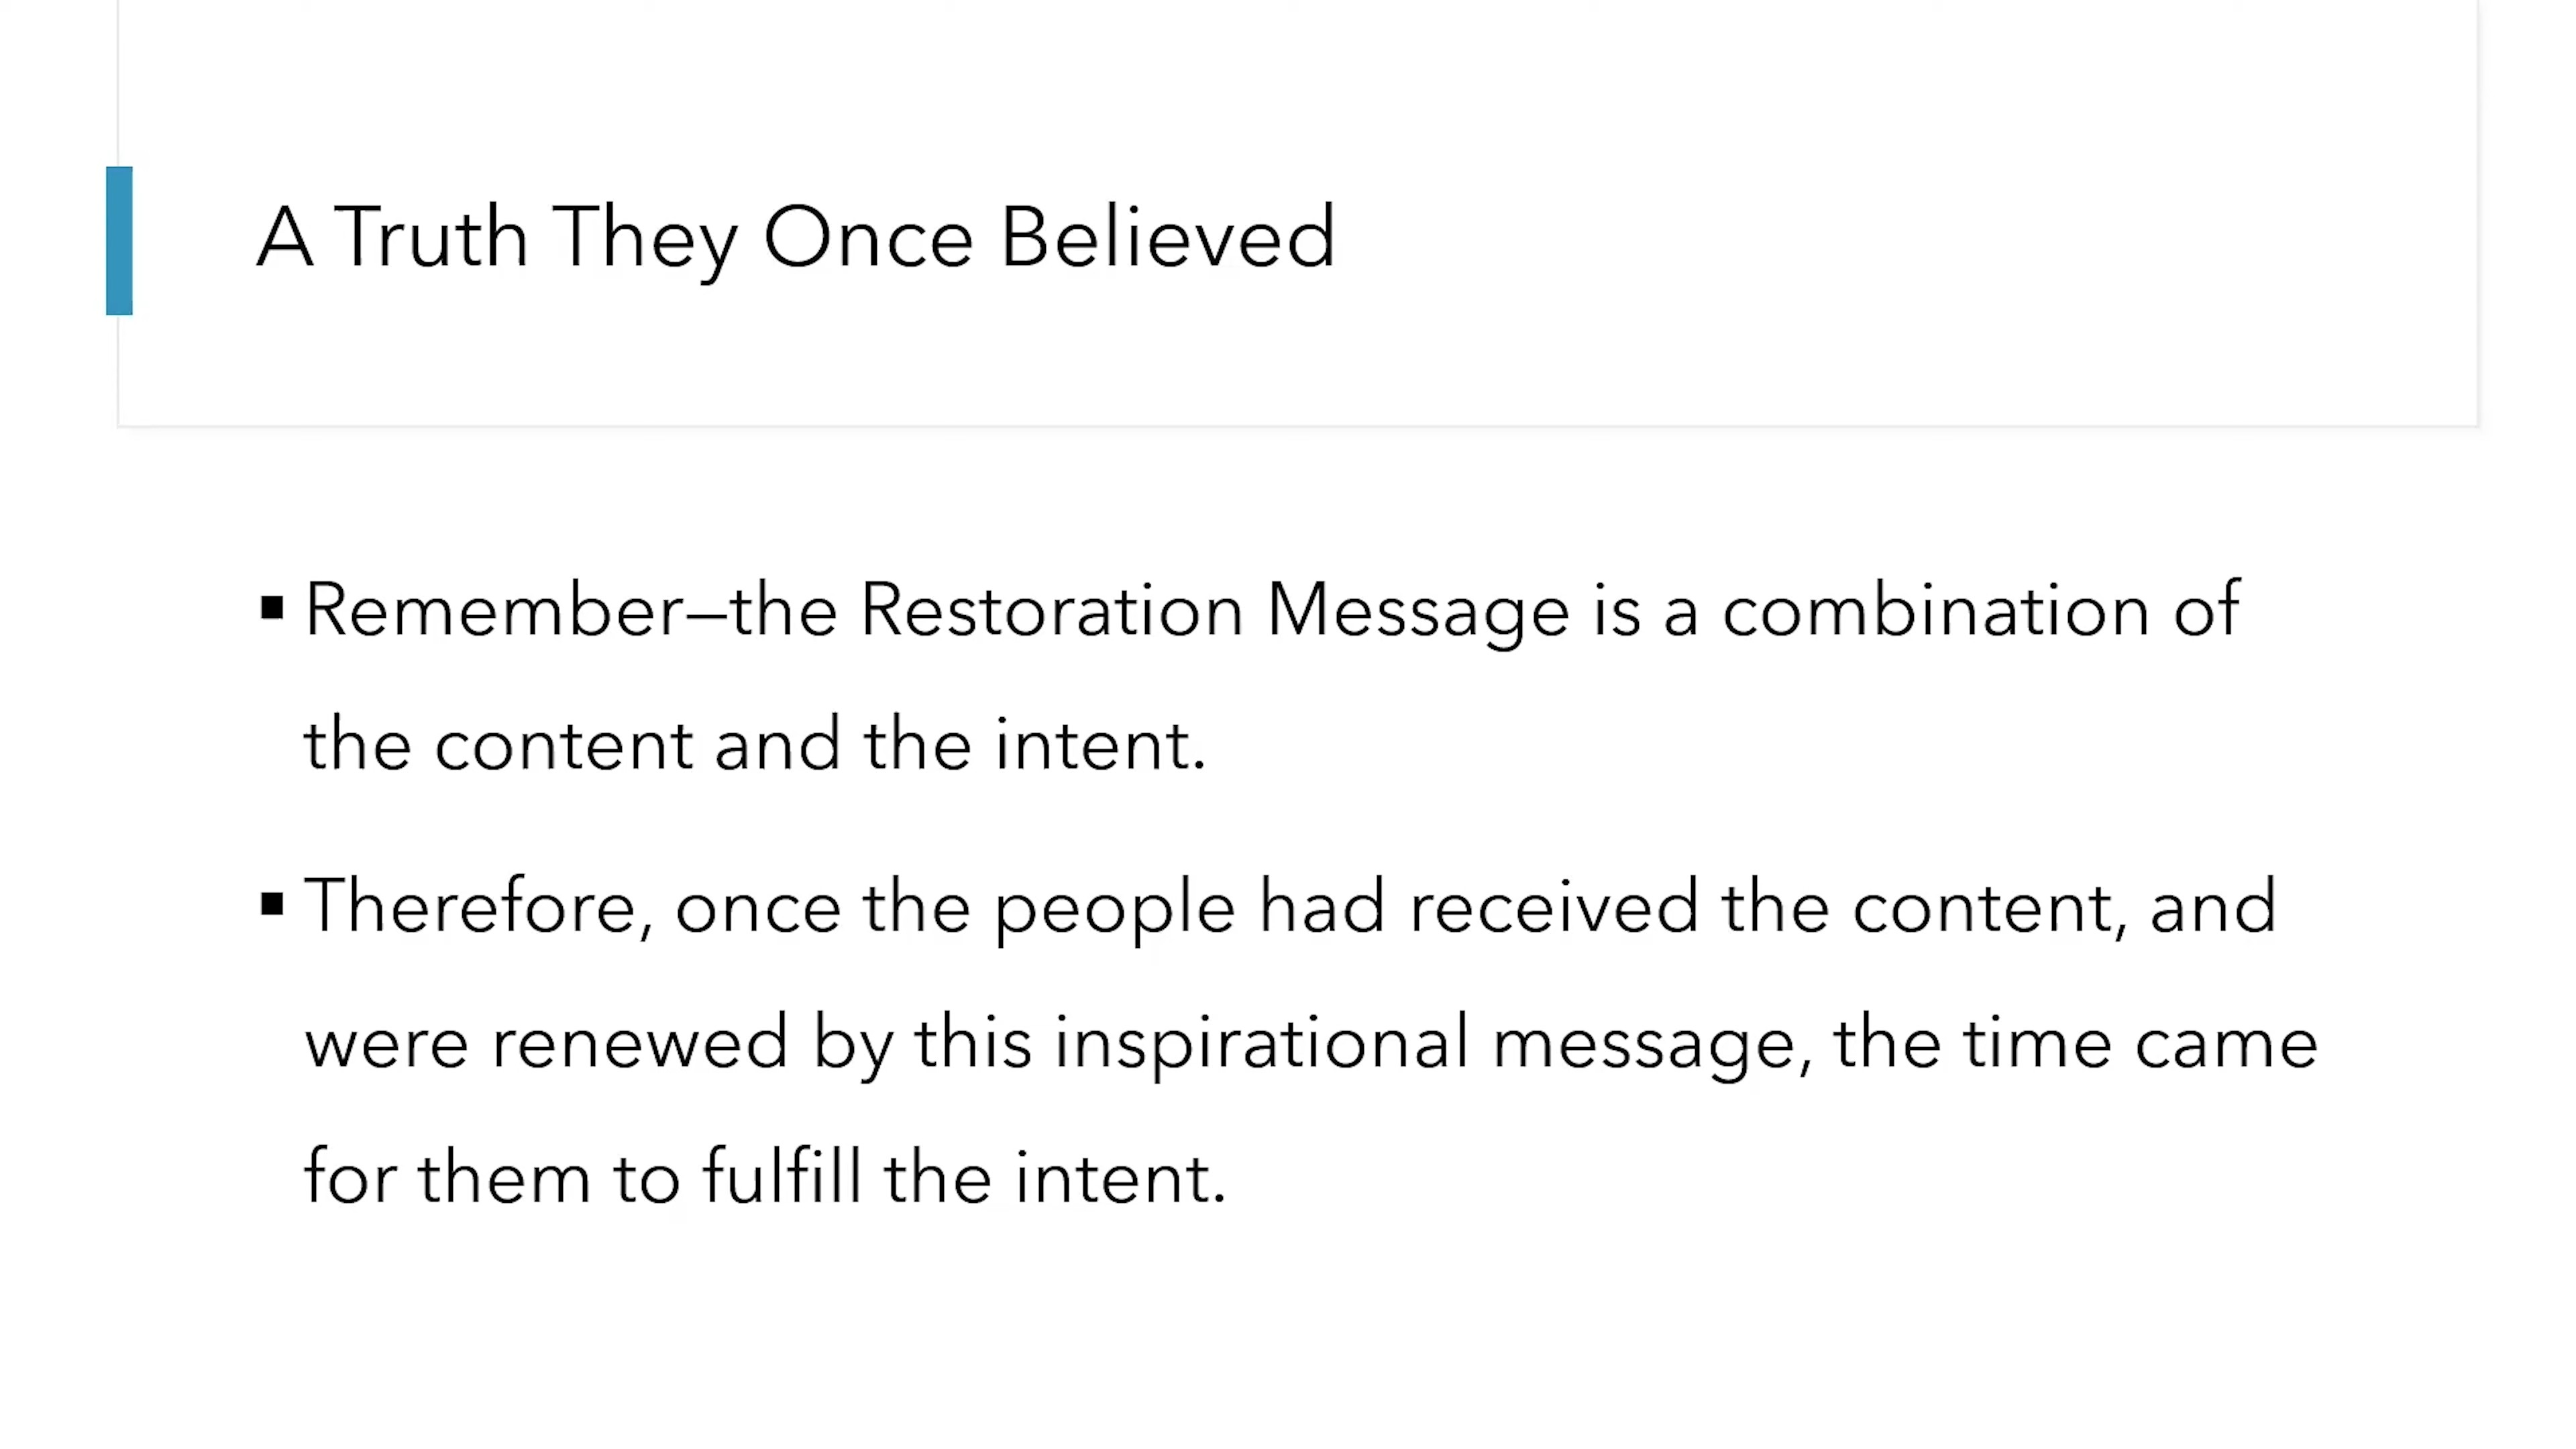 A Truth They Once Believed
▪ Remember—the Restoration Message is a combination of
the content and the intent.
▪ Therefore, once the people had received the content, and
were renewed by this inspirational message, the time came
for them to fulfill the intent.